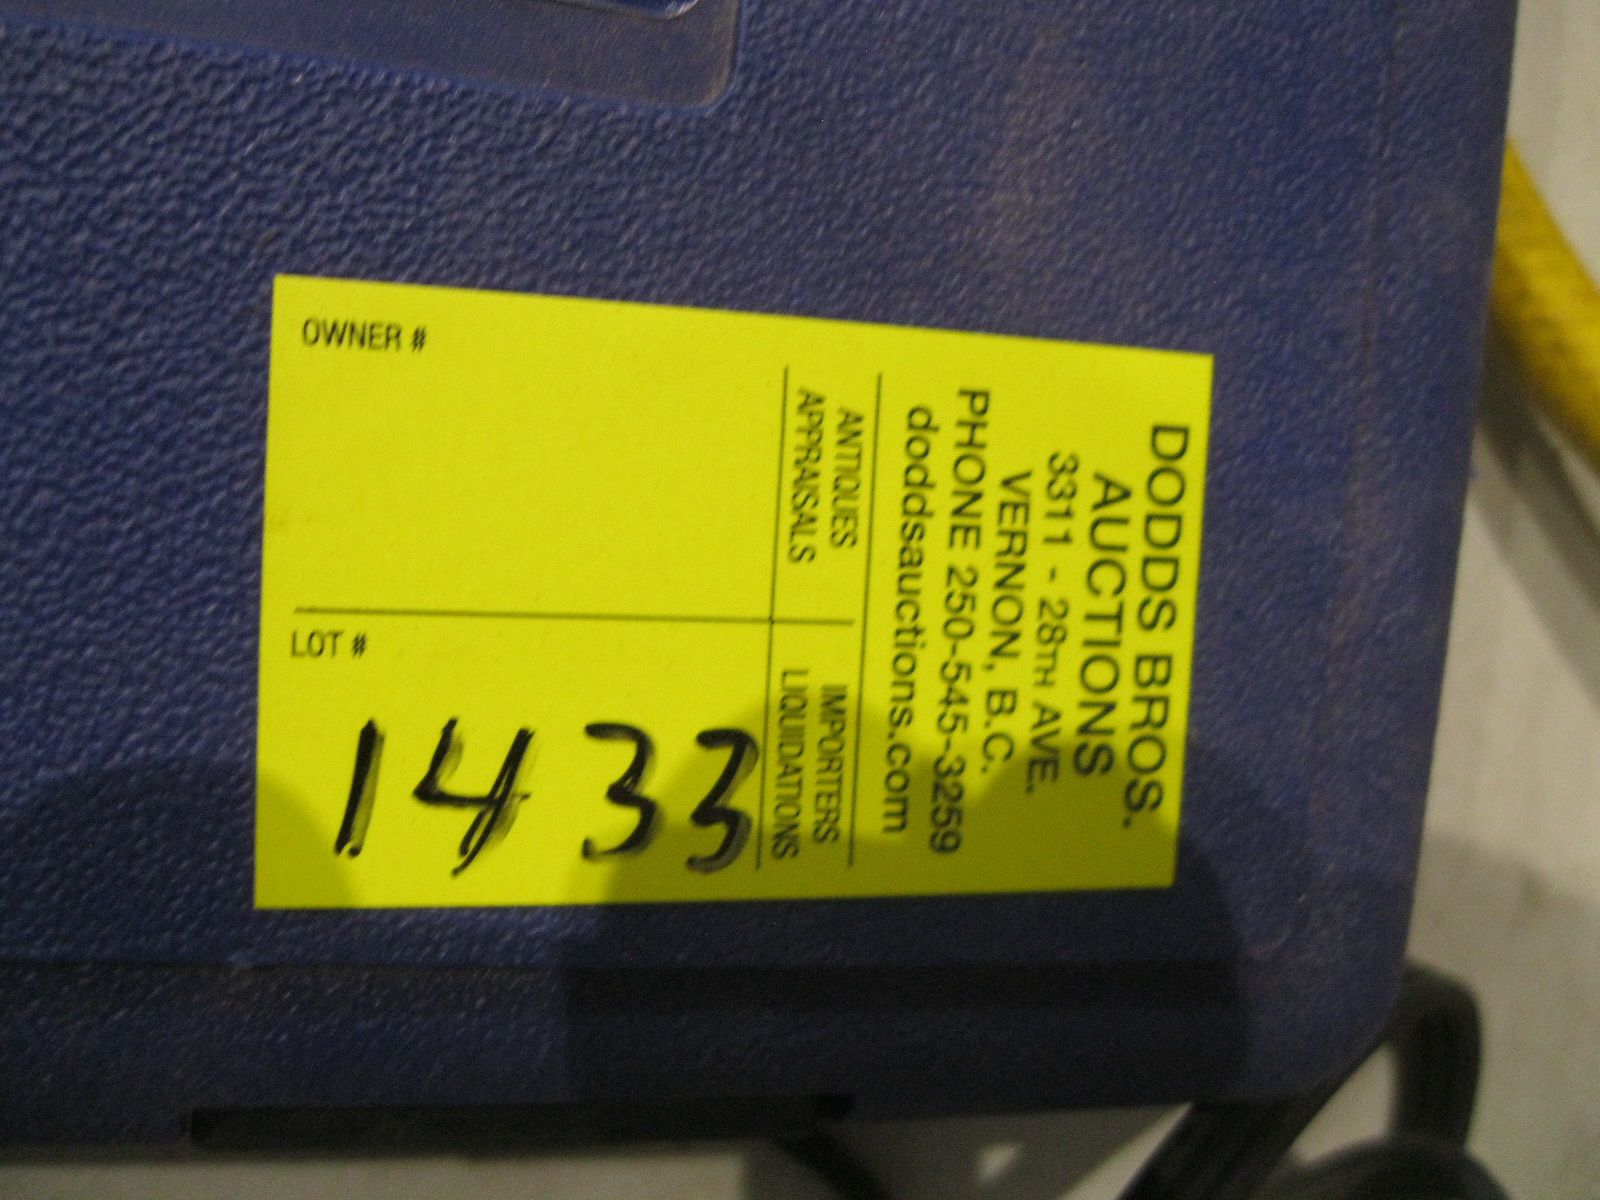 DODDS BROS.
AUCTIONS
3311 - 28TH AVE.
VERNON, B.C.
PHONE 250-545-3259
doddsauctions.com
ANTIQUES
APPRAISALS
IMPORTERS
LIQUIDATIONS
OWNER #
LOT #
1433